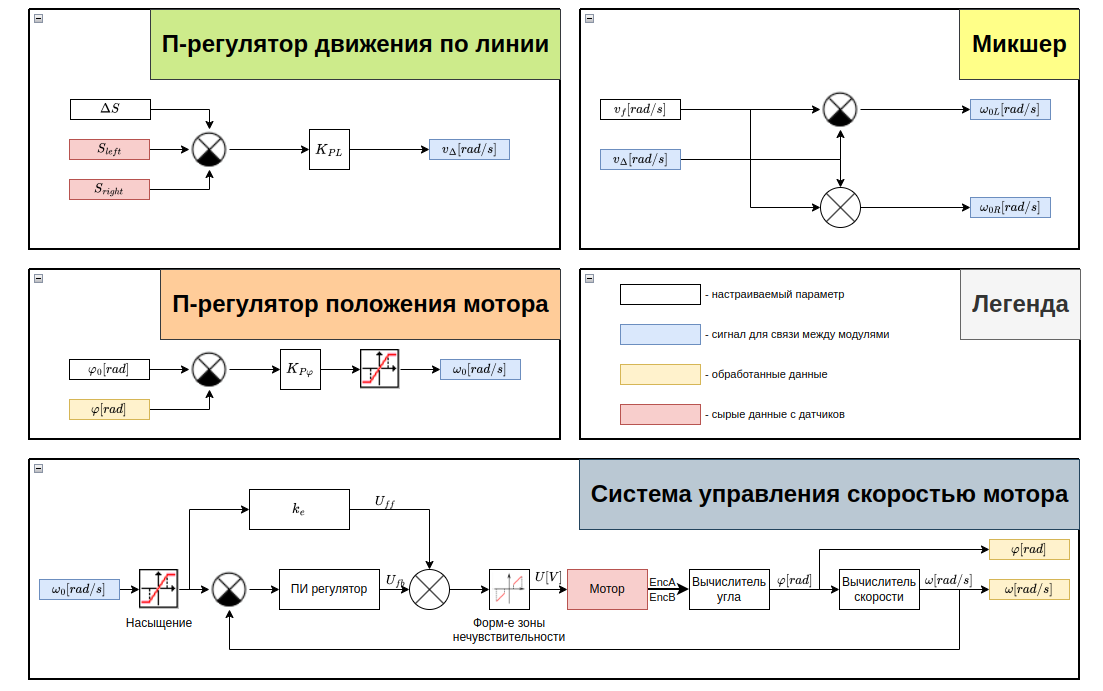 П-регулятор движения по линии
ΔS
S_left
S_right
K_PL
v_Δ[rad/s]
Микшер
v_f[rad/s]
v_Δ[rad/s]
ω_0L[rad/s]
ω_0R[rad/s]
П-регулятор положения мотора
φ_0[rad]
φ[rad]
K_Pφ
ω_0[rad/s]
Легенда
- настраиваемый параметр
- сигнал для связи между модулями
- обработанные данные
- сырые данные с датчиков
Система управления скоростью мотора
k_e
U_ff
ω_0[rad/s]
Насыщение
ПИ регулятор
U_fb
Форм-е зоны
нечувствительности
U[V]
Мотор
EncA
EncB
Вычислитель
угла
φ[rad]
Вычислитель
скорости
ω[rad/s]
φ[rad]
ω[rad/s]